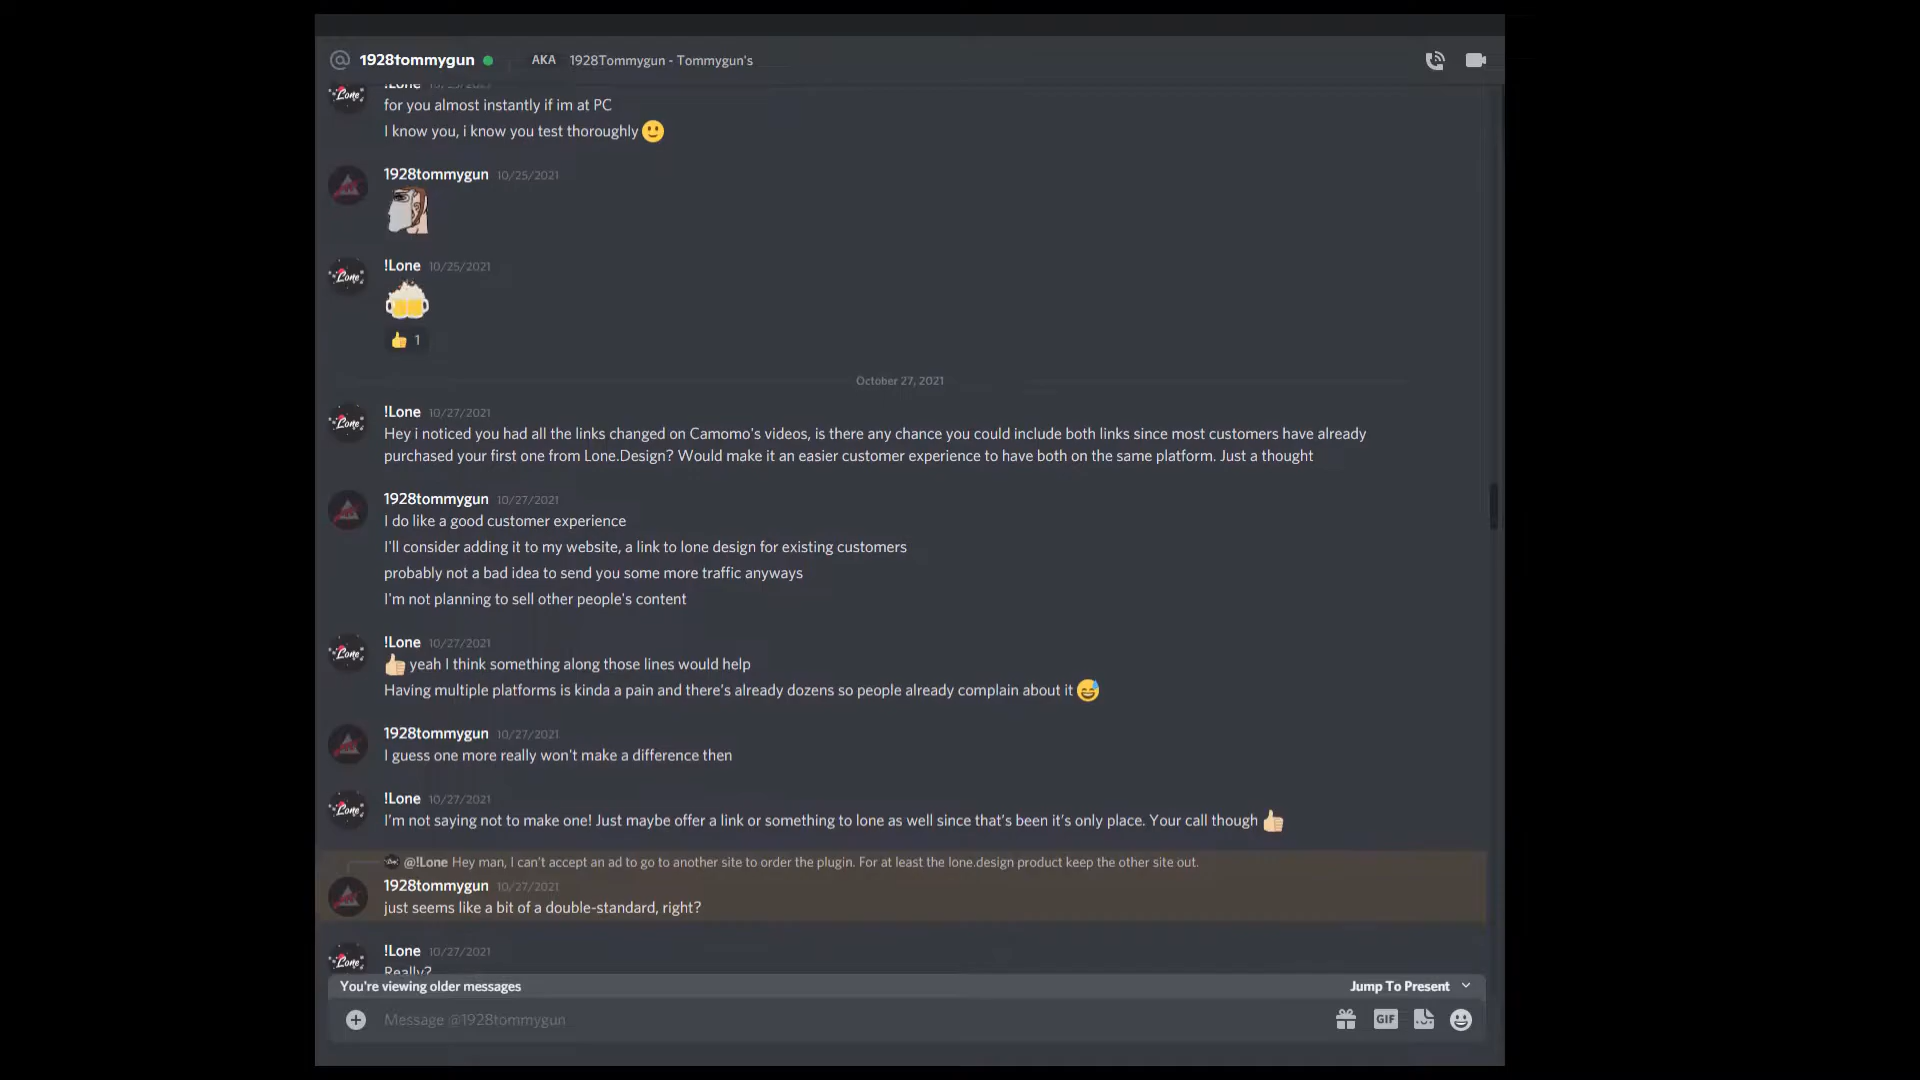 1928tommygun AKA 1928Tommygun - Tommygun's
!Lone 10/25/2021
for you almost instantly if im at PC
I know you, i know you test thoroughly
1928tommygun 10/25/2021
!Lone 10/25/2021
1
October 27, 2021
!Lone 10/27/2021
Hey i noticed you had all the links changed on Camomo's videos, is there any chance you could include both links since most customers have already
purchased your first one from Lone.Design? Would make it an easier customer experience to have both on the same platform. Just a thought
1928tommygun 10/27/2021
I do like a good customer experience
I'll consider adding it to my website, a link to lone design for existing customers
probably not a bad idea to send you some more traffic anyways
I'm not planning to sell other people's content
!Lone 10/27/2021
yeah I think something along those lines would help
Having multiple platforms is kinda a pain and there's already dozens so people already complain about it
1928tommygun 10/27/2021
I guess one more really won't make a difference then
!Lone 10/27/2021
I'm not saying not to make one! Just maybe offer a link or something to lone as well since that's been it's only place. Your call though
@!Lone Hey man, I can't accept an ad to go to another site to order the plugin. For at least the lone.design product keep the other site out.
1928tommygun 10/27/2021
just seems like a bit of a double-standard, right?
!Lone 10/27/2021
Really?
You're viewing older messages Jump To Present
Message @1928tommygun GIF